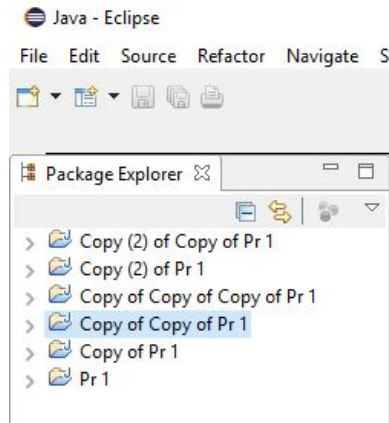 Java - Eclipse
File Edit Source Refactor Navigate S
Package Explorer
Copy (2) of Copy of Pr 1
Copy (2) of Pr 1
Copy of Copy of Copy of Pr 1
Copy of Copy of Pr 1
Copy of Pr 1
Pr 1